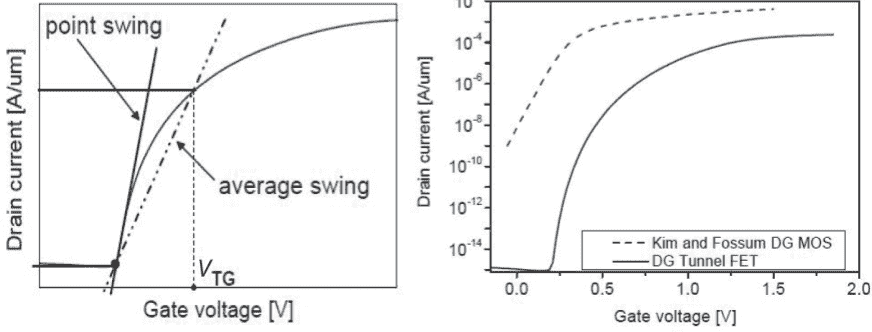 point swing
average swing
V_TG
Drain current [A/um]
Gate voltage [V]
10
10^-4
10^-6
10^-8
10^-10
10^-12
10^-14
Drain current [A/um]
0.0 0.5 1.0 1.5 2.0
Kim and Fossum DG MOS
DG Tunnel FET
Gate voltage [V]